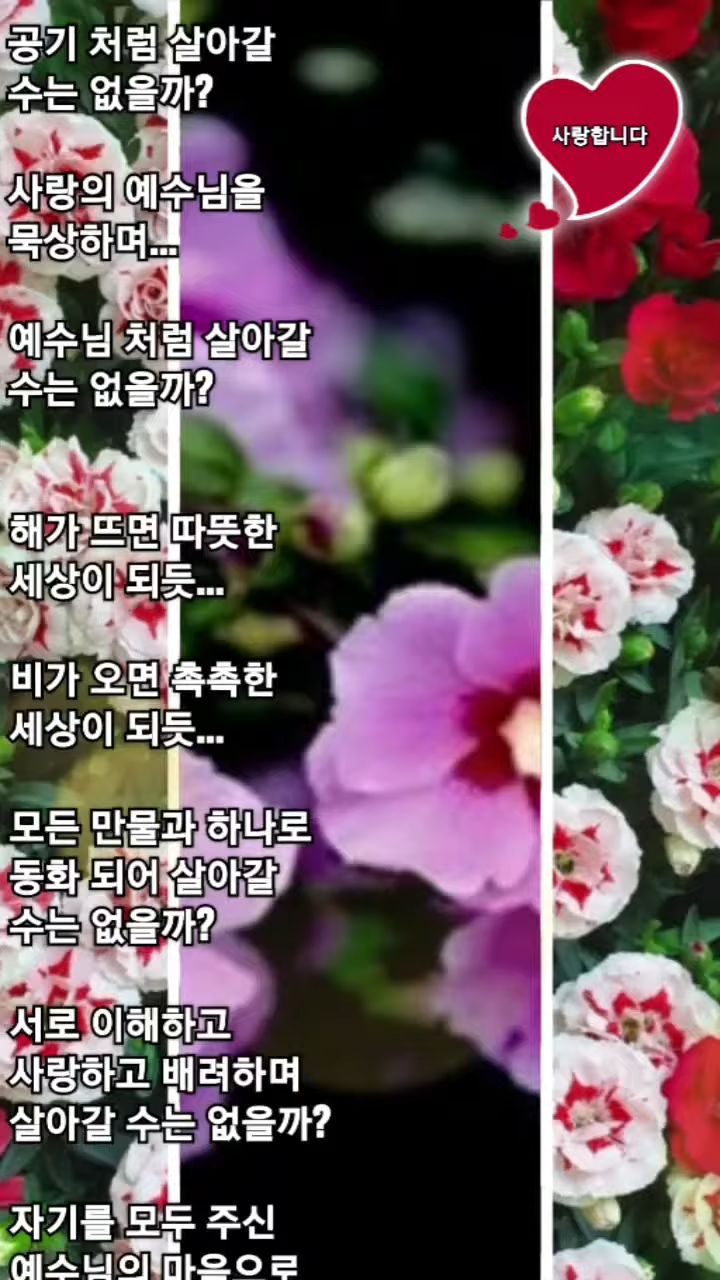 공기 처럼 살아갈
수는 없을까?
사랑합니다
사랑의 예수님을
묵상하며...
예수님 처럼 살아갈
수는 없을까?
해가 뜨면 따뜻한
세상이 되듯...
비가 오면 촉촉한
세상이 되듯...
모든 만물과 하나로
동화 되어 살아갈
수는 없을까?
서로 이해하고
사랑하고 배려하며
살아갈 수는 없을까?
자기를 모두 주신
예수님의 마음으로